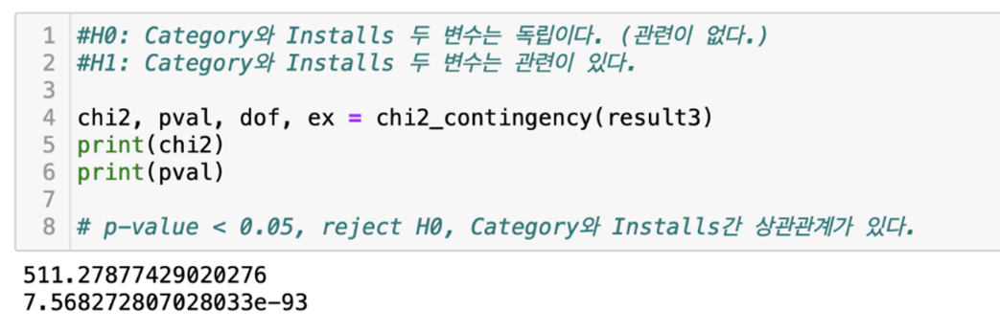 1 #H0: Category와 Installs 두 변수는 독립이다. (관련이 없다.)
2 #H1: Category와 Installs 두 변수는 관련이 있다.
3
4 chi2, pval, dof, ex = chi2_contingency(result3)
5 print(chi2)
6 print(pval)
7
8 # p-value < 0.05, reject H0, Category와 Installs간 상관관계가 있다.
511.27877429020276
7.568272807028033e-93